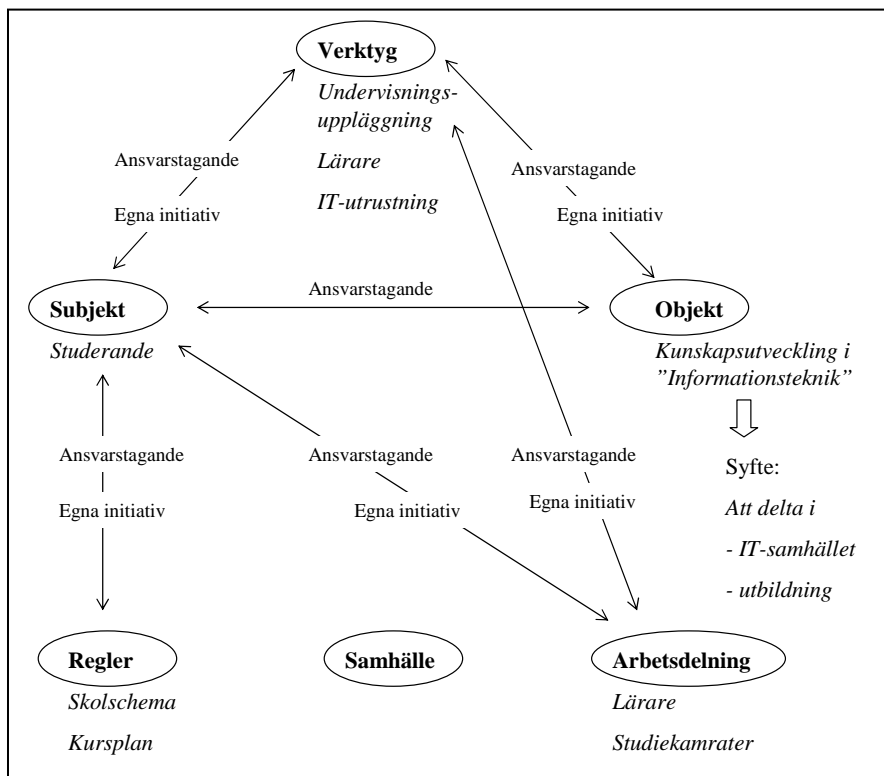 Verktyg
Undervisnings-
uppläggning
Lärare
IT-utrustning
Ansvarstagande
Egna initiativ
Ansvarstagande
Egna initiativ
Subjekt
Studerande
Ansvarstagande
Objekt
Kunskapsutveckling i
”Informationsteknik”
Ansvarstagande
Egna initiativ
Ansvarstagande
Egna initiativ
Ansvarstagande
Egna initiativ
Syfte:
Att delta i
- IT-samhället
- utbildning
Regler
Skolschema
Kursplan
Samhälle
Arbetsdelning
Lärare
Studiekamrater